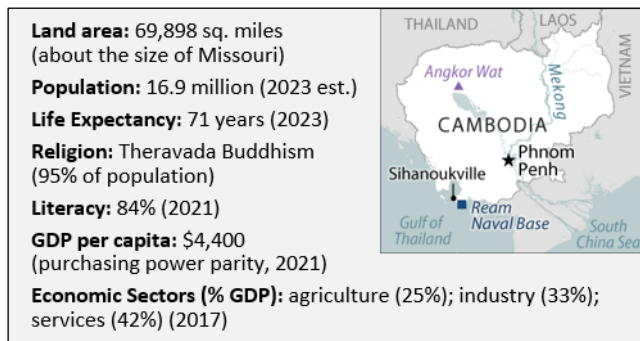 Land area: 69,898 sq. miles
(about the size of Missouri)
Population: 16.9 million (2023 est.)
Life Expectancy: 71 years (2023)
Religion: Theravada Buddhism
(95% of population)
Literacy: 84% (2021)
GDP per capita: $4,400
(purchasing power parity, 2021)
Economic Sectors (% GDP): agriculture (25%); industry (33%);
services (42%) (2017)
THAILAND
LAOS
VIETNAM
Angkor Wat
Mekong
CAMBODIA
Phnom
Penh
Sihanoukville
Ream
Naval Base
Gulf of
Thailand
South
China Sea